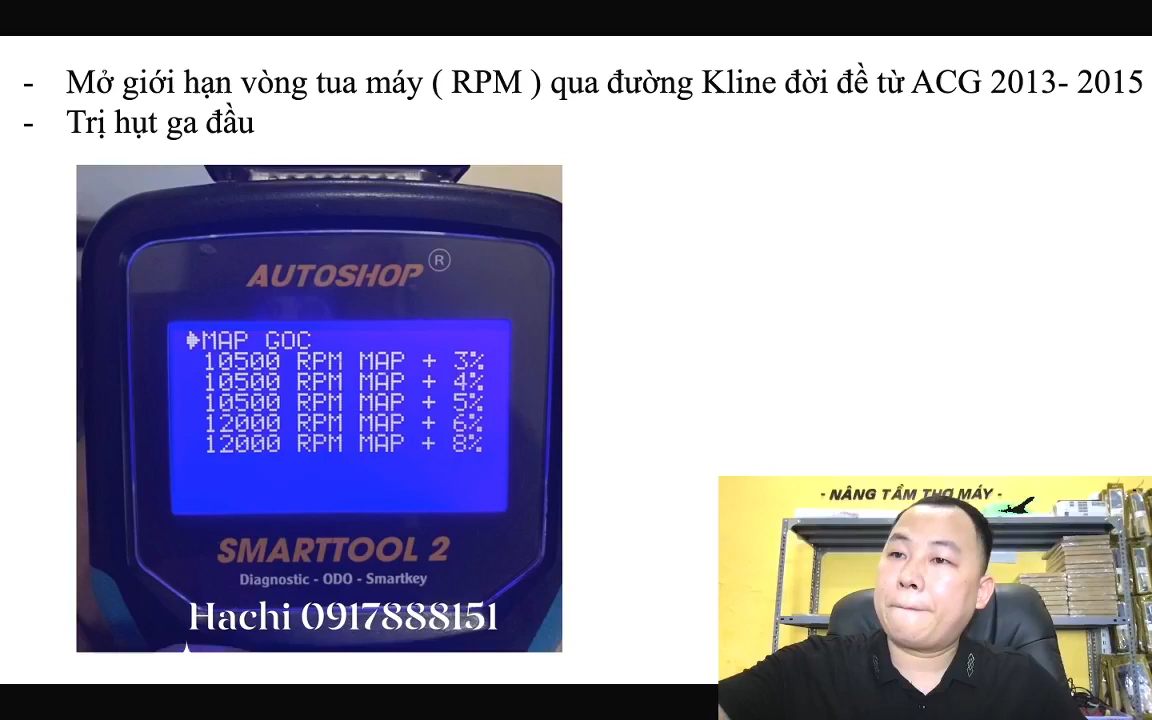 - Mở giới hạn vòng tua máy ( RPM ) qua đường Kline đời đề từ ACG 2013- 2015
- Trị hụt ga đầu
AUTOSHOP ®
MAP GOC
10500 RPM MAP + 3%
10500 RPM MAP + 4%
10500 RPM MAP + 5%
12000 RPM MAP + 6%
12000 RPM MAP + 8%
SMARTTOOL 2
Diagnostic - ODO - Smartkey
Hachi 0917888151
- NÂNG TẦM THỢ MÁY -